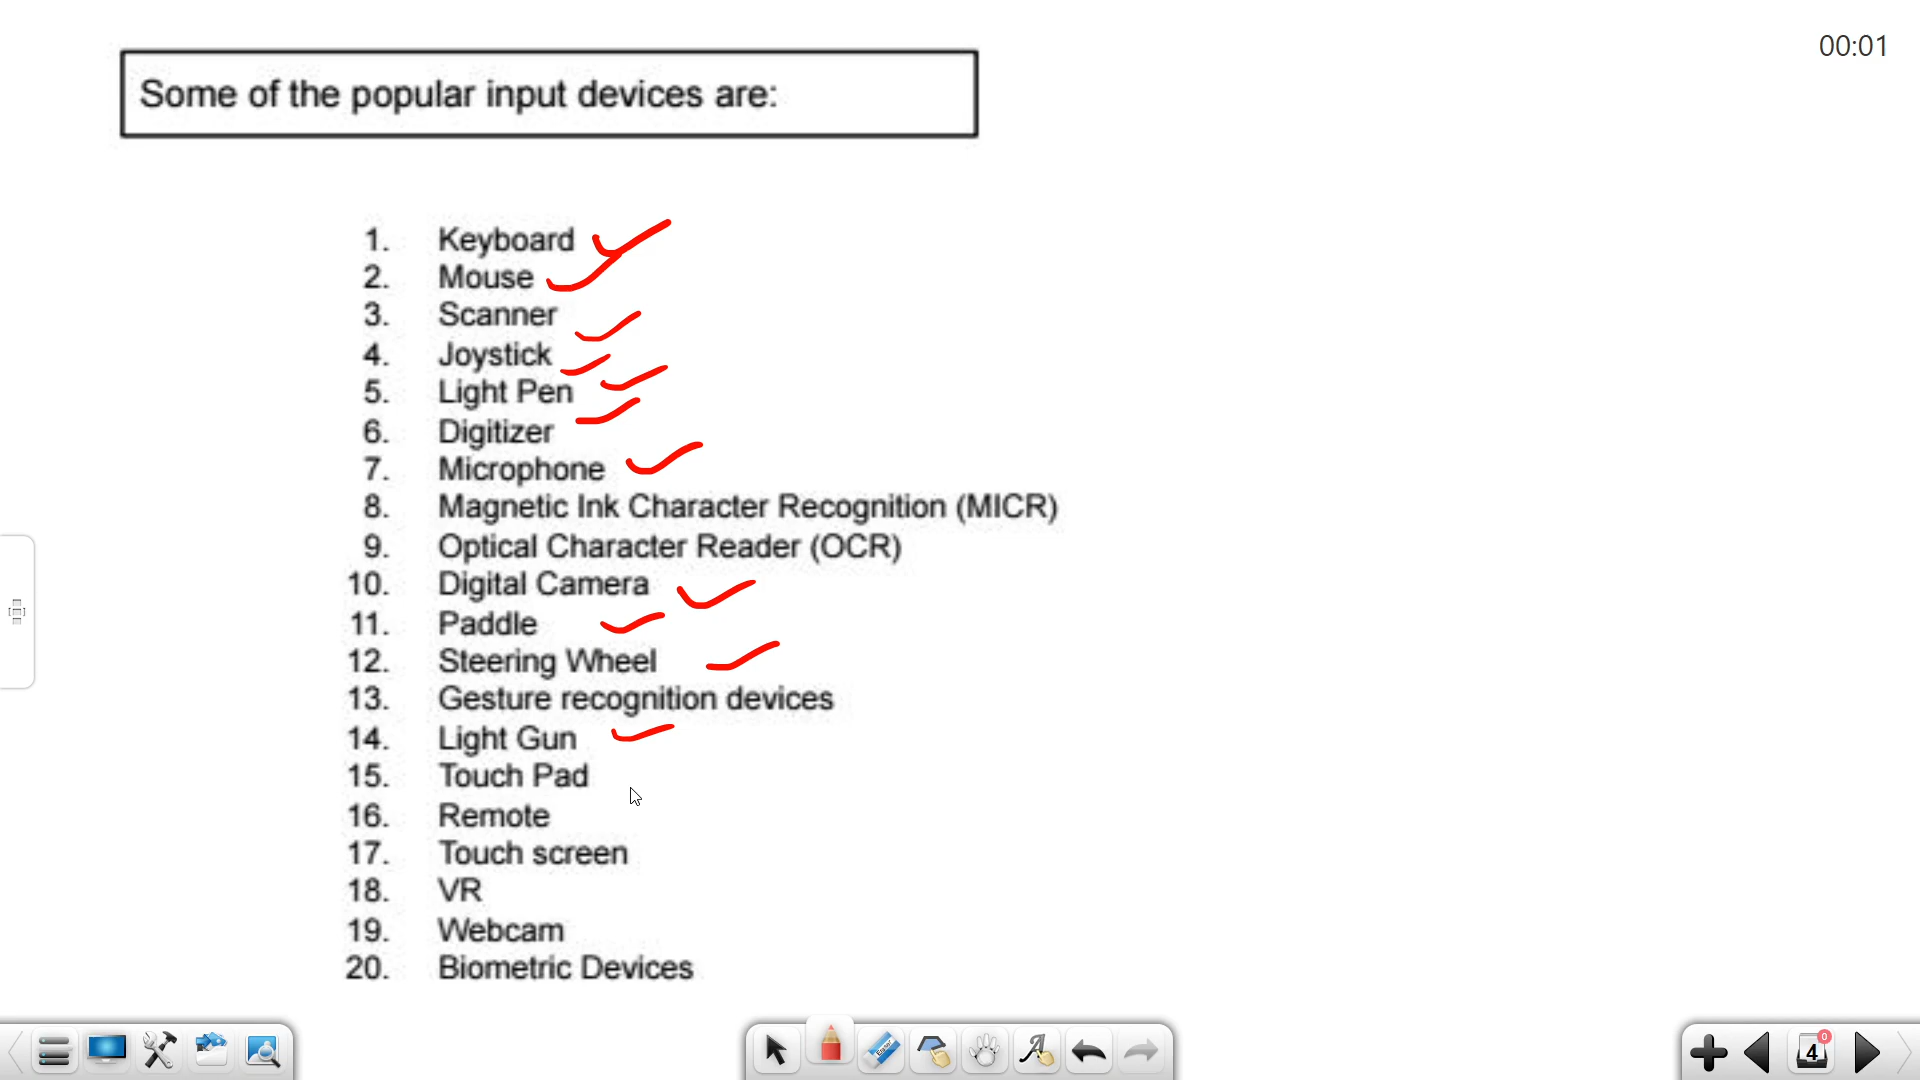 00:01
Some of the popular input devices are:
1. Keyboard
2. Mouse
3. Scanner
4. Joystick
5. Light Pen
6. Digitizer
7. Microphone
8. Magnetic Ink Character Recognition (MICR)
9. Optical Character Reader (OCR)
10. Digital Camera
11. Paddle
12. Steering Wheel
13. Gesture recognition devices
14. Light Gun
15. Touch Pad
16. Remote
17. Touch screen
18. VR
19. Webcam
20. Biometric Devices
Eraser
A
4
0